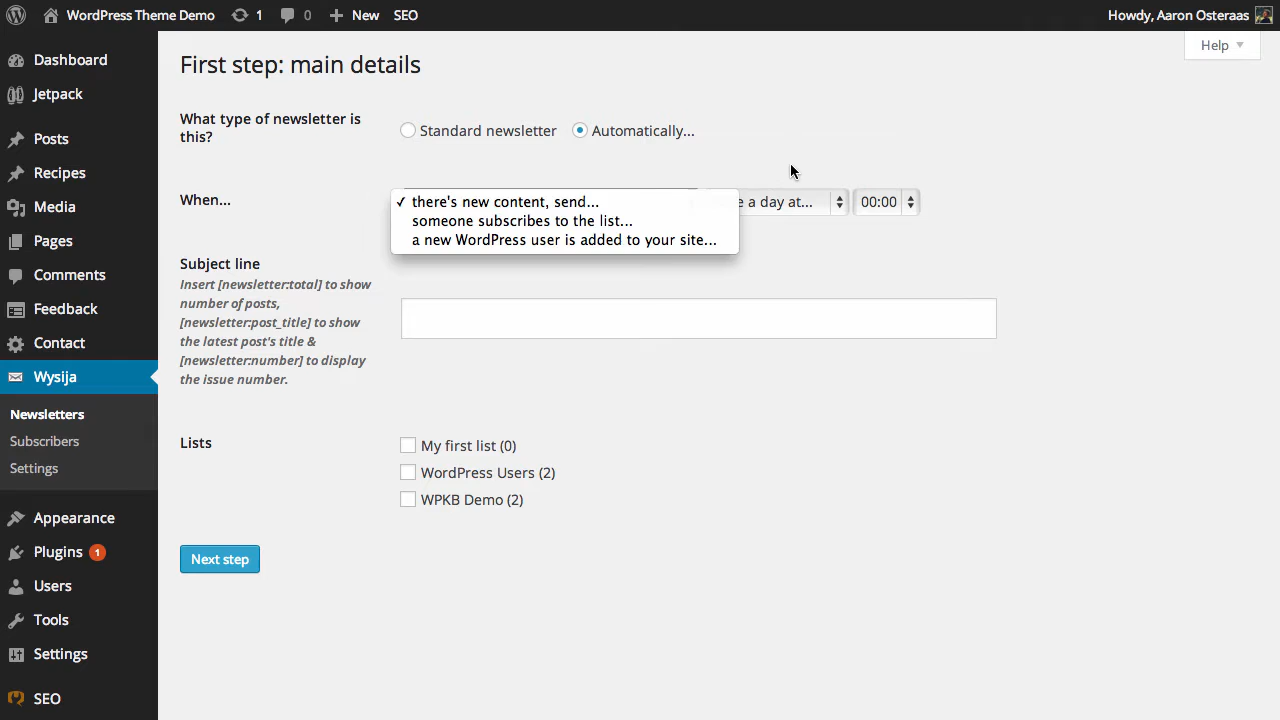 WordPress Theme Demo 1 0 New SEO Howdy, Aaron Osteraas
Help
Dashboard
Jetpack
Posts
Recipes
Media
Pages
Comments
Feedback
Contact
Wysija
Newsletters
Subscribers
Settings
Appearance
Plugins 1
Users
Tools
Settings
SEO
First step: main details
What type of newsletter is
this?
Standard newsletter Automatically...
When...
there's new content, send...
someone subscribes to the list...
a new WordPress user is added to your site...
a day at... 00:00
Subject line
Insert [newsletter:total] to show
number of posts,
[newsletter:post_title] to show
the latest post's title &
[newsletter:number] to display
the issue number.
Lists
My first list (0)
WordPress Users (2)
WPKB Demo (2)
Next step